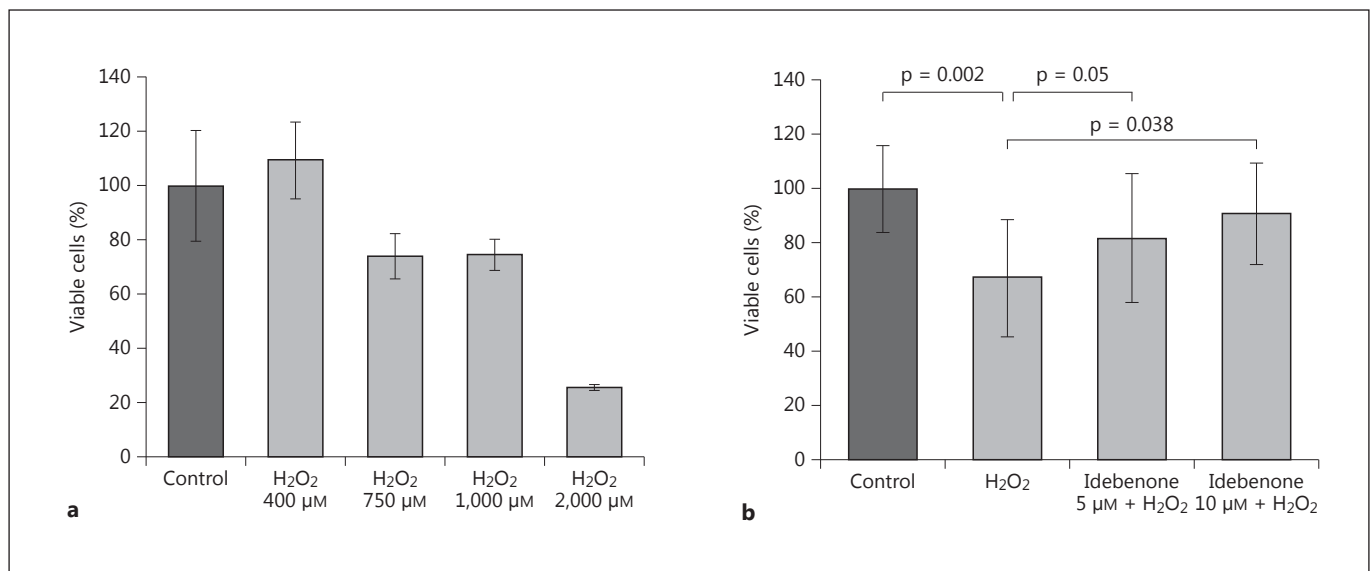 140
120
100
80
60
40
20
0
Viable cells (%)
Control
H2O2
400 µM
H2O2
750 µM
H2O2
1,000 µM
H2O2
2,000 µM
a
p = 0.002
p = 0.05
p = 0.038
140
120
100
80
60
40
20
0
Viable cells (%)
Control
H2O2
Idebenone
5 µM + H2O2
Idebenone
10 µM + H2O2
b